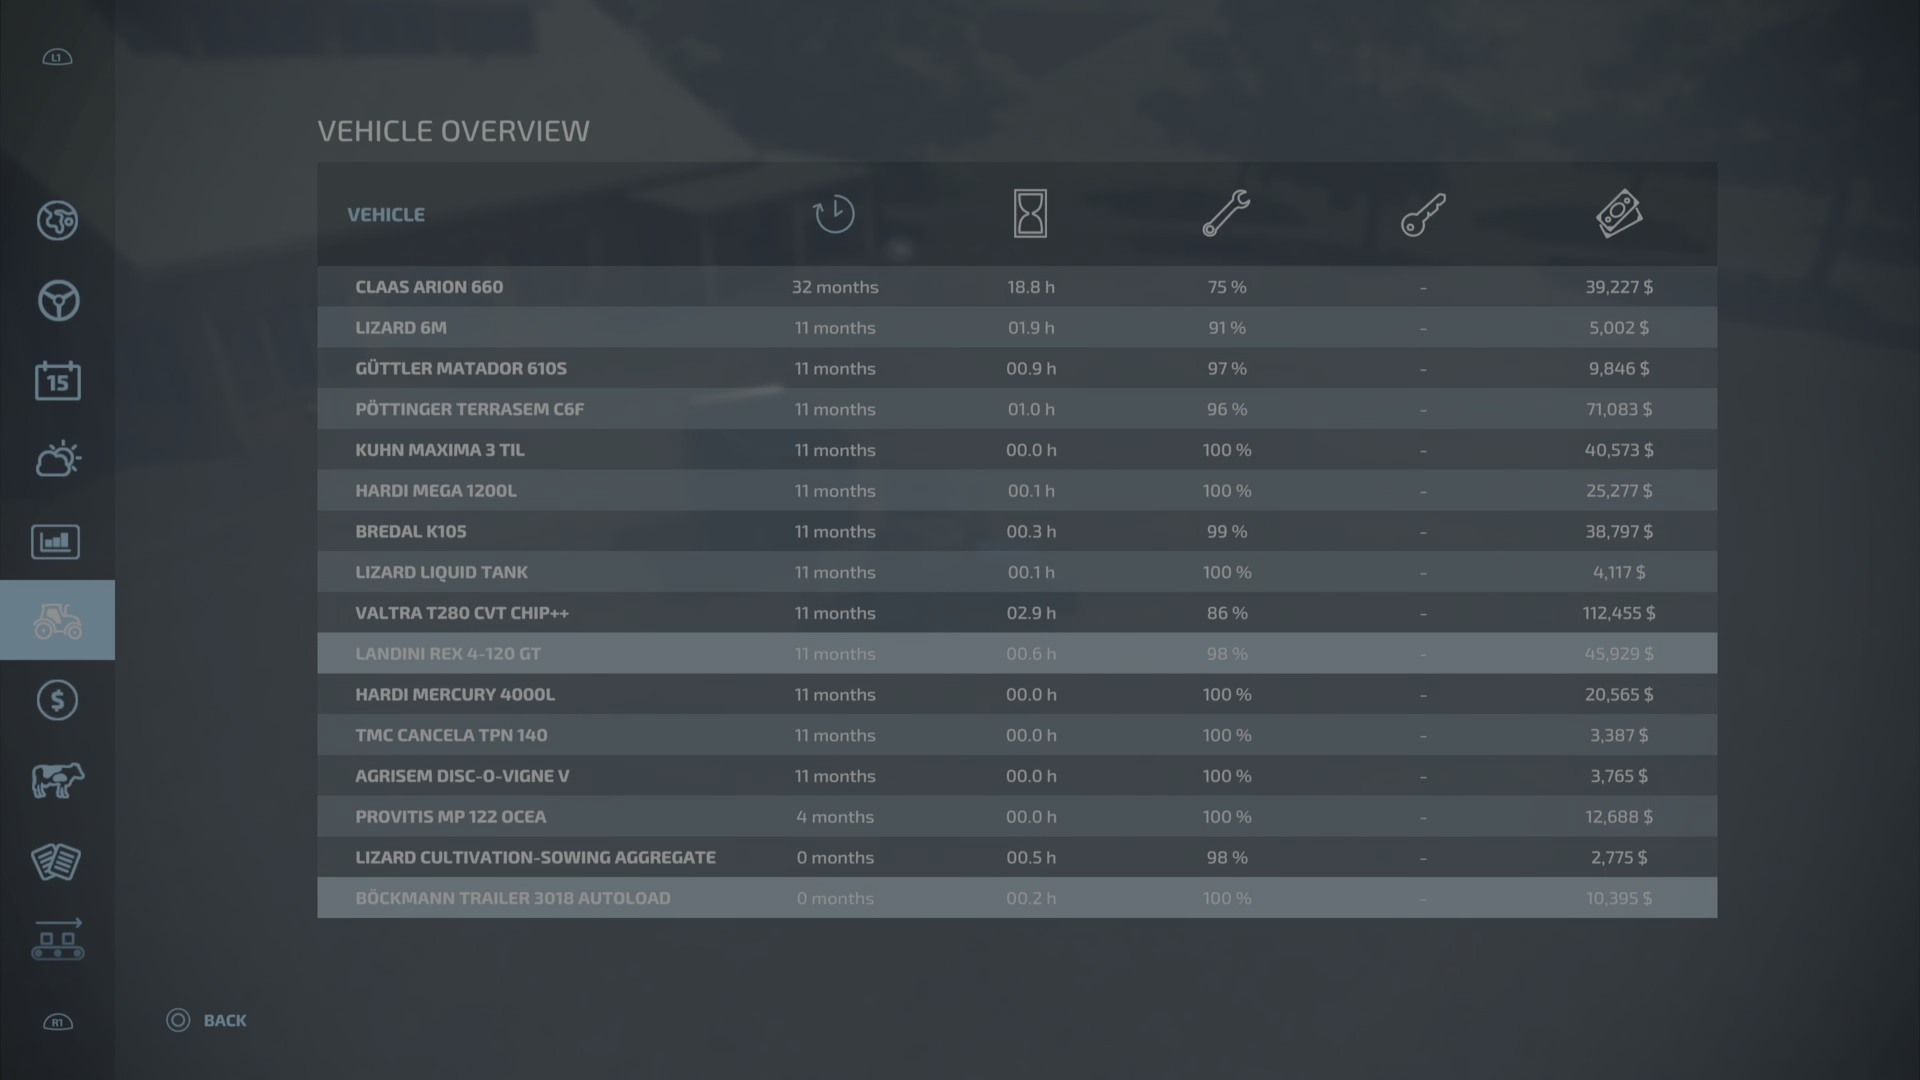 L1
VEHICLE OVERVIEW
VEHICLE
CLAAS ARION 660 32 months 18.8 h 75 % - 39,227 $
LIZARD 6M 11 months 01.9 h 91 % - 5,002 $
GÜTTLER MATADOR 610S 11 months 00.9 h 97 % - 9,846 $
15
PÖTTINGER TERRASEM C6F 11 months 01.0 h 96 % - 71,083 $
KUHN MAXIMA 3 TIL 11 months 00.0 h 100 % - 40,573 $
HARDI MEGA 1200L 11 months 00.1 h 100 % - 25,277 $
BREDAL K105 11 months 00.3 h 99 % - 38,797 $
LIZARD LIQUID TANK 11 months 00.1 h 100 % - 4,117 $
VALTRA T280 CVT CHIP++ 11 months 02.9 h 86 % - 112,455 $
LANDINI REX 4-120 GT 11 months 00.6 h 98 % - 45,929 $
HARDI MERCURY 4000L 11 months 00.0 h 100 % - 20,565 $
$
TMC CANCELA TPN 140 11 months 00.0 h 100 % - 3,387 $
AGRISEM DISC-O-VIGNE V 11 months 00.0 h 100 % - 3,765 $
PROVITIS MP 122 OCEA 4 months 00.0 h 100 % - 12,688 $
LIZARD CULTIVATION-SOWING AGGREGATE 0 months 00.5 h 98 % - 2,775 $
BÖCKMANN TRAILER 3018 AUTOLOAD 0 months 00.2 h 100 % - 10,395 $
R1
BACK